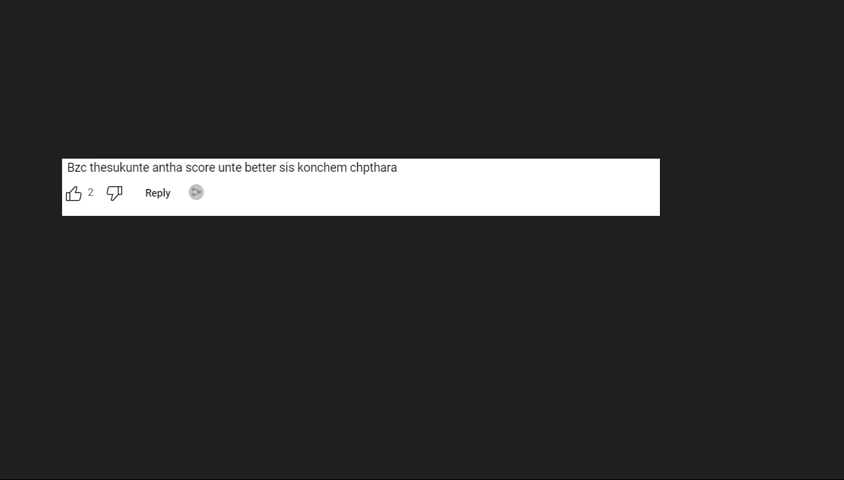 Bzc thesukunte antha score unte better sis konchem chpthara
2 Reply